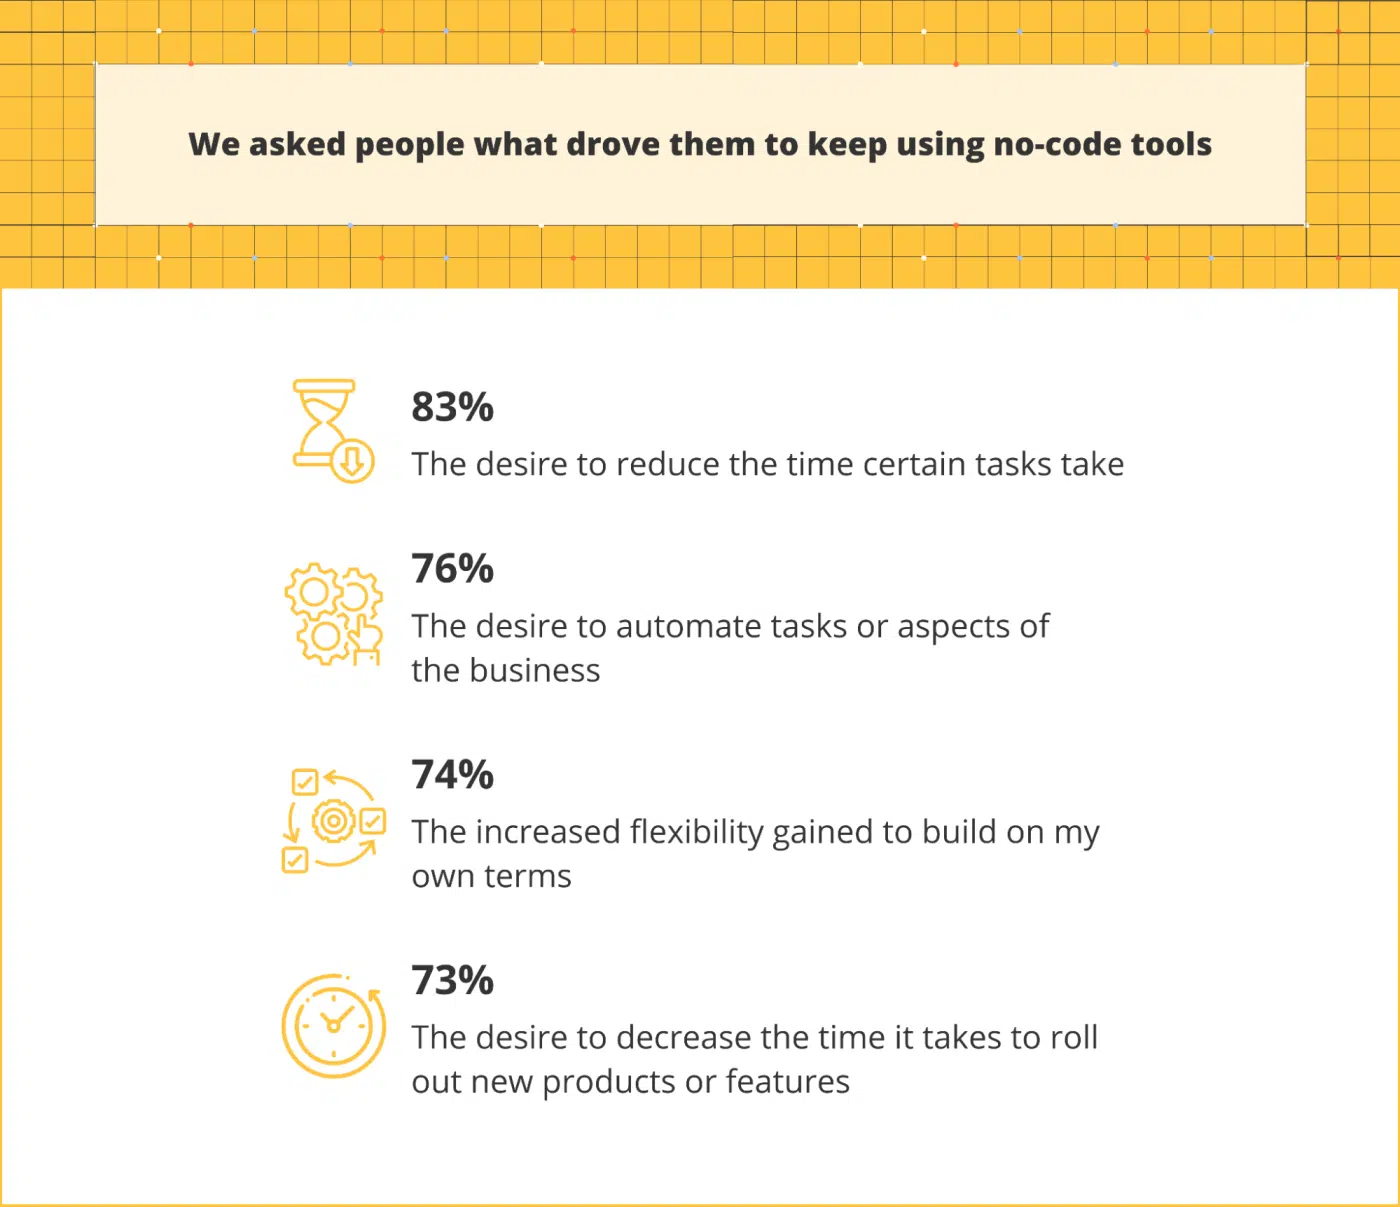 We asked people what drove them to keep using no-code tools
83%
The desire to reduce the time certain tasks take
76%
The desire to automate tasks or aspects of
the business
74%
The increased flexibility gained to build on my
own terms
73%
The desire to decrease the time it takes to roll
out new products or features